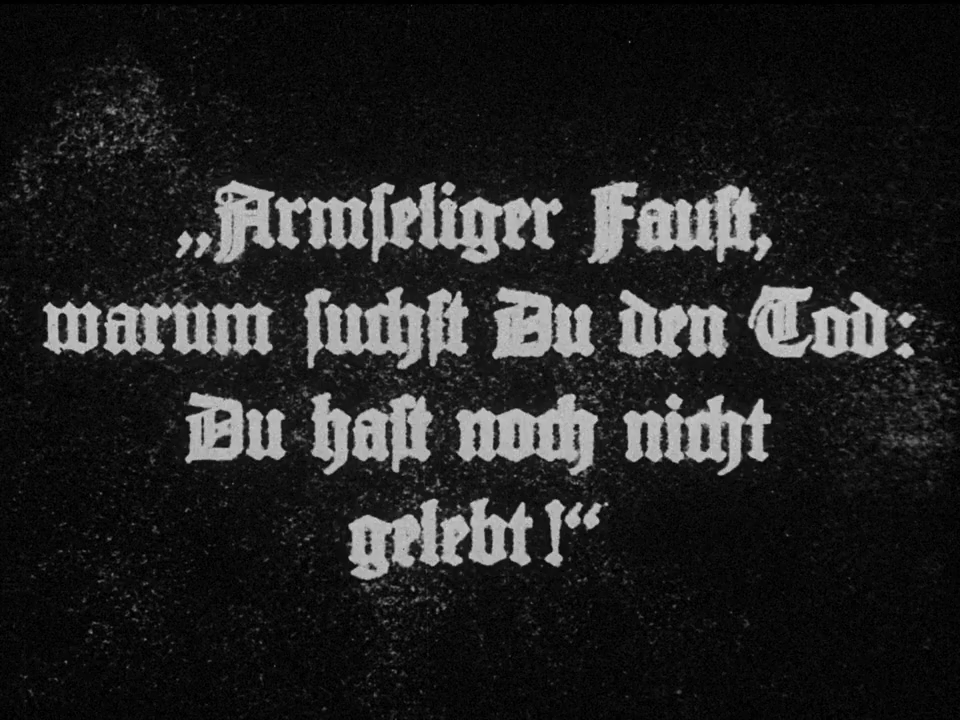 „Armſeliger Fauſt,
warum ſuchſt Du den Tod:
Du haſt noch nicht
gelebt!“